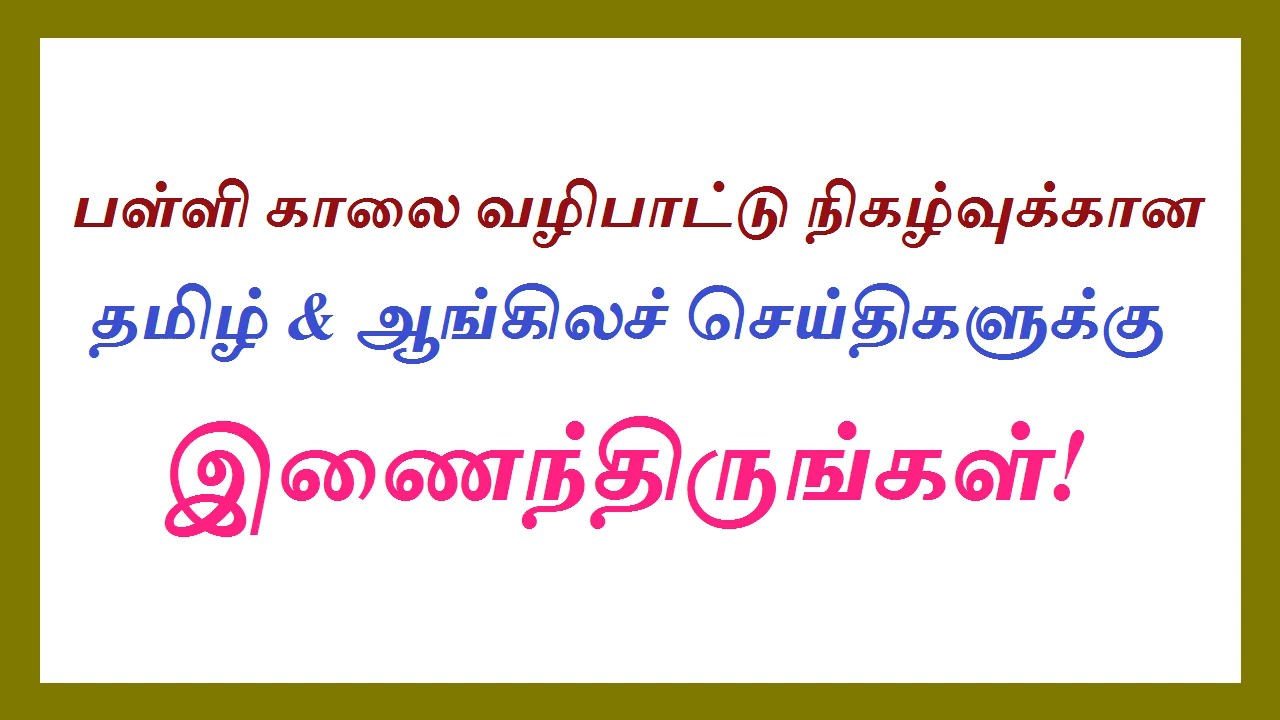 பள்ளி காலை வழிபாட்டு நிகழ்வுக்கான
தமிழ் & ஆங்கிலச் செய்திகளுக்கு
இணைந்திருங்கள்!